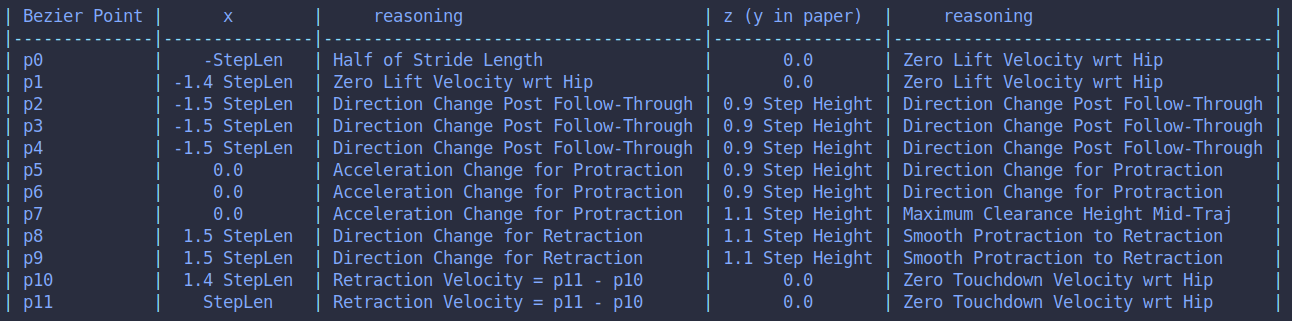 | Bezier Point | x | reasoning | z (y in paper) | reasoning |
|--------------|---------------|--------------------------------------|-----------------|--------------------------------------|
| p0 | -StepLen | Half of Stride Length | 0.0 | Zero Lift Velocity wrt Hip |
| p1 | -1.4 StepLen | Zero Lift Velocity wrt Hip | 0.0 | Zero Lift Velocity wrt Hip |
| p2 | -1.5 StepLen | Direction Change Post Follow-Through | 0.9 Step Height | Direction Change Post Follow-Through |
| p3 | -1.5 StepLen | Direction Change Post Follow-Through | 0.9 Step Height | Direction Change Post Follow-Through |
| p4 | -1.5 StepLen | Direction Change Post Follow-Through | 0.9 Step Height | Direction Change Post Follow-Through |
| p5 | 0.0 | Acceleration Change for Protraction | 0.9 Step Height | Direction Change for Protraction |
| p6 | 0.0 | Acceleration Change for Protraction | 0.9 Step Height | Direction Change for Protraction |
| p7 | 0.0 | Acceleration Change for Protraction | 1.1 Step Height | Maximum Clearance Height Mid-Traj |
| p8 | 1.5 StepLen | Direction Change for Retraction | 1.1 Step Height | Smooth Protraction to Retraction |
| p9 | 1.5 StepLen | Direction Change for Retraction | 1.1 Step Height | Smooth Protraction to Retraction |
| p10 | 1.4 StepLen | Retraction Velocity = p11 - p10 | 0.0 | Zero Touchdown Velocity wrt Hip |
| p11 | StepLen | Retraction Velocity = p11 - p10 | 0.0 | Zero Touchdown Velocity wrt Hip |